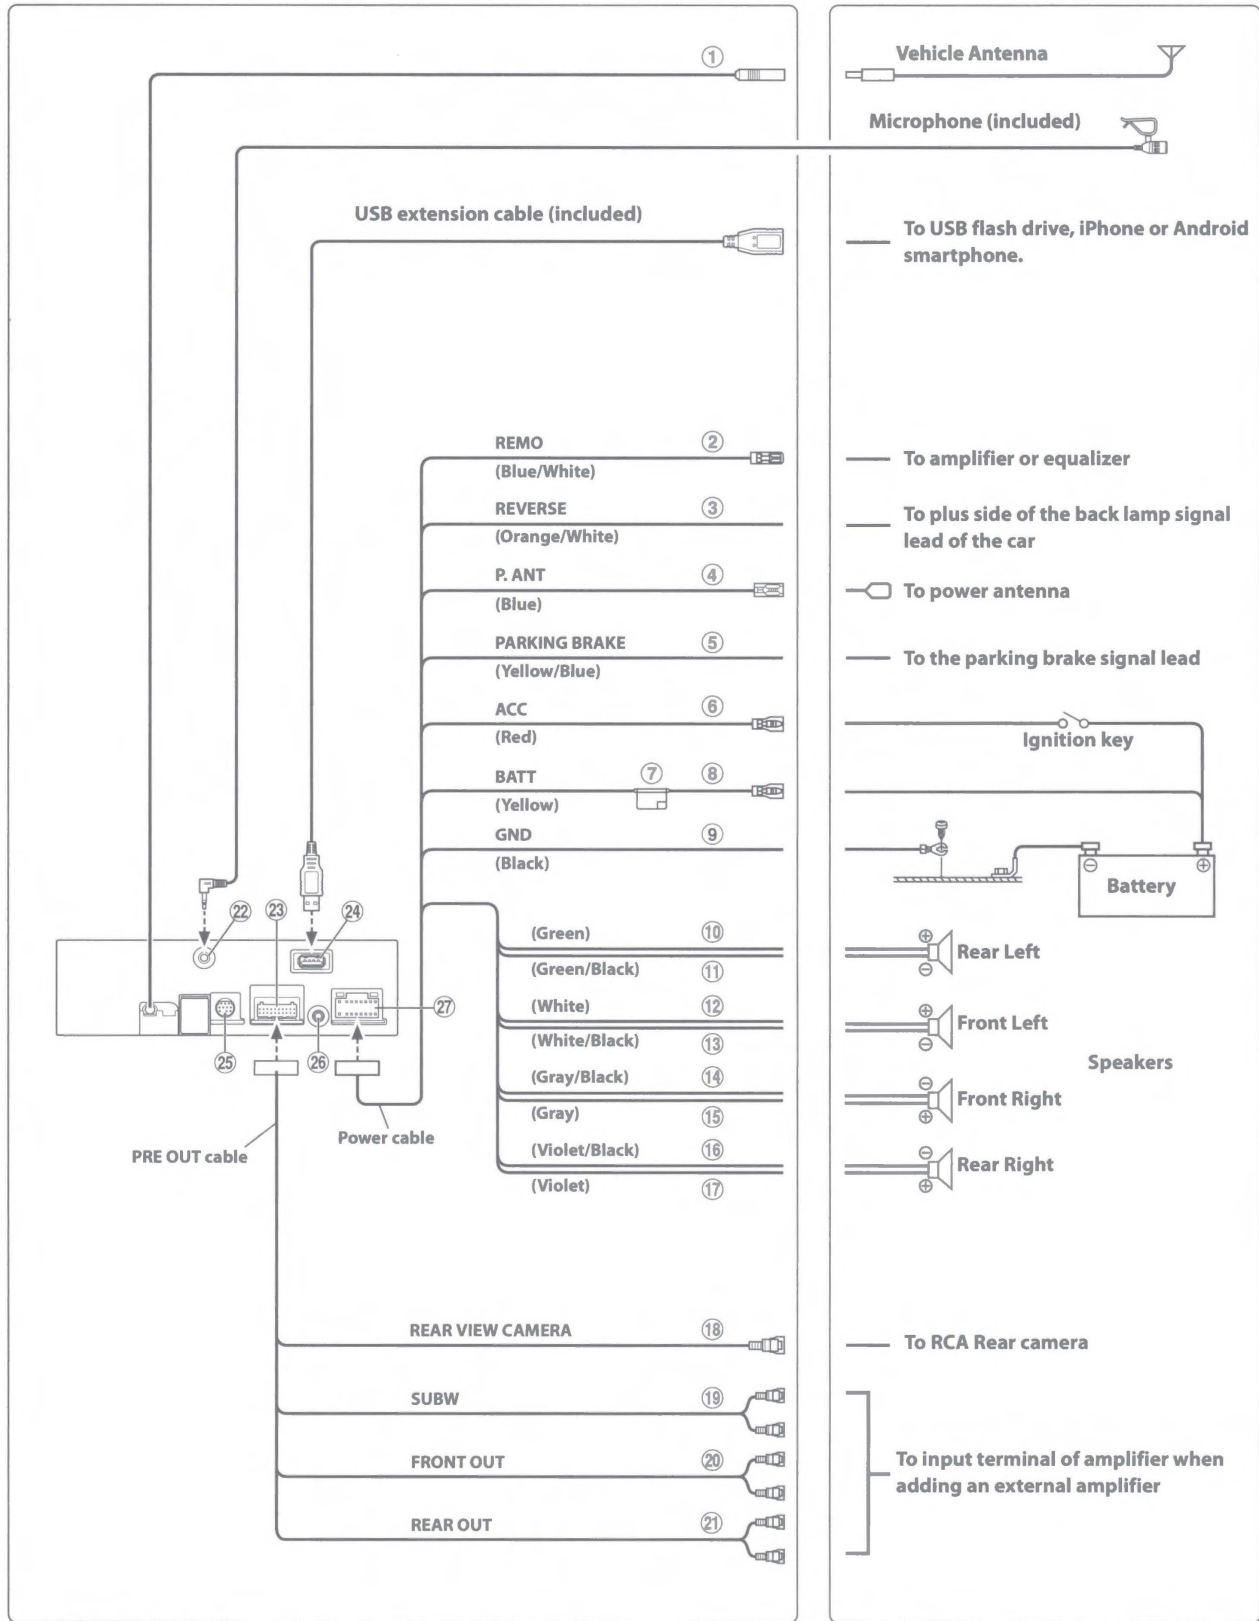 ①
Vehicle Antenna
Microphone (included)
USB extension cable (included)
To USB flash drive, iPhone or Android
smartphone.
REMO
②
(Blue/White)
To amplifier or equalizer
REVERSE
③
(Orange/White)
To plus side of the back lamp signal
lead of the car
P. ANT
④
(Blue)
To power antenna
PARKING BRAKE
⑤
(Yellow/Blue)
To the parking brake signal lead
ACC
⑥
(Red)
Ignition key
BATT
⑦
⑧
(Yellow)
GND
⑨
(Black)
⊖
⊕
Battery
㉒
㉓
㉔
㉕
㉖
㉗
(Green)
⑩
(Green/Black)
⑪
⊕
⊖
Rear Left
(White)
⑫
(White/Black)
⑬
⊕
⊖
Front Left
Speakers
(Gray/Black)
⑭
(Gray)
⑮
⊖
⊕
Front Right
(Violet/Black)
⑯
(Violet)
⑰
⊖
⊕
Rear Right
PRE OUT cable
Power cable
REAR VIEW CAMERA
⑱
To RCA Rear camera
SUBW
⑲
FRONT OUT
⑳
To input terminal of amplifier when
adding an external amplifier
REAR OUT
㉑